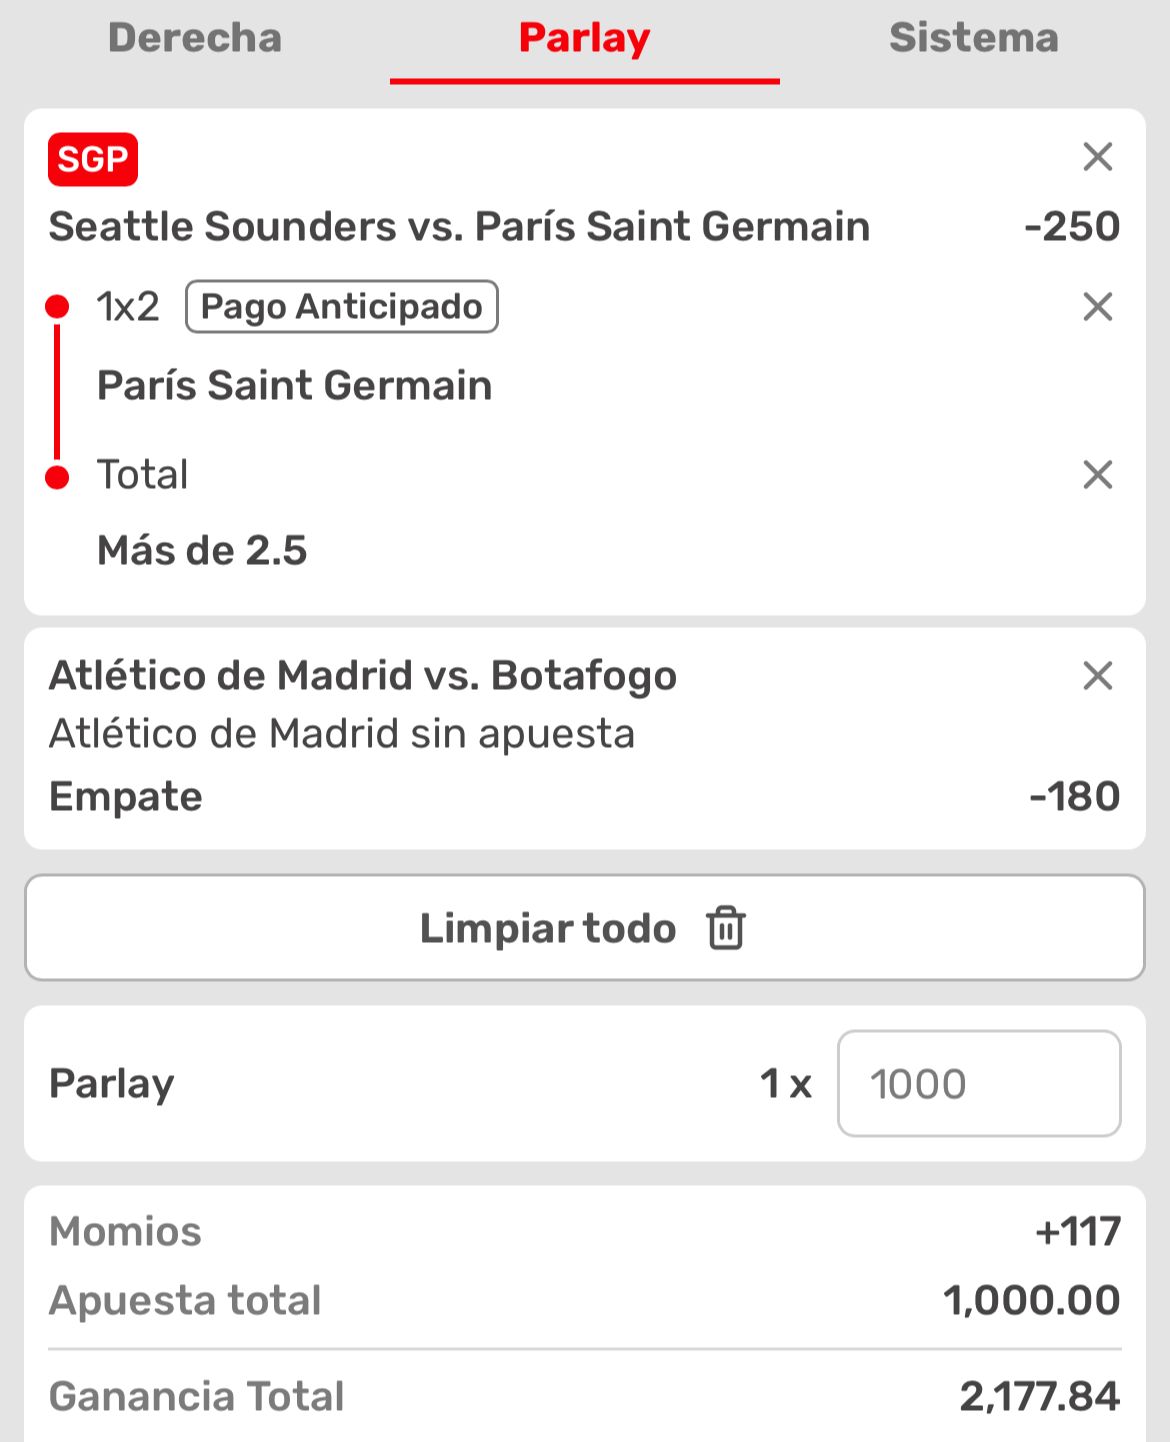 Derecha Parlay Sistema
SGP
Seattle Sounders vs. París Saint Germain -250
1x2 Pago Anticipado
París Saint Germain
Total
Más de 2.5
Atlético de Madrid vs. Botafogo
Atlético de Madrid sin apuesta
Empate -180
Limpiar todo
Parlay 1 x 1000
Momios +117
Apuesta total 1,000.00
Ganancia Total 2,177.84